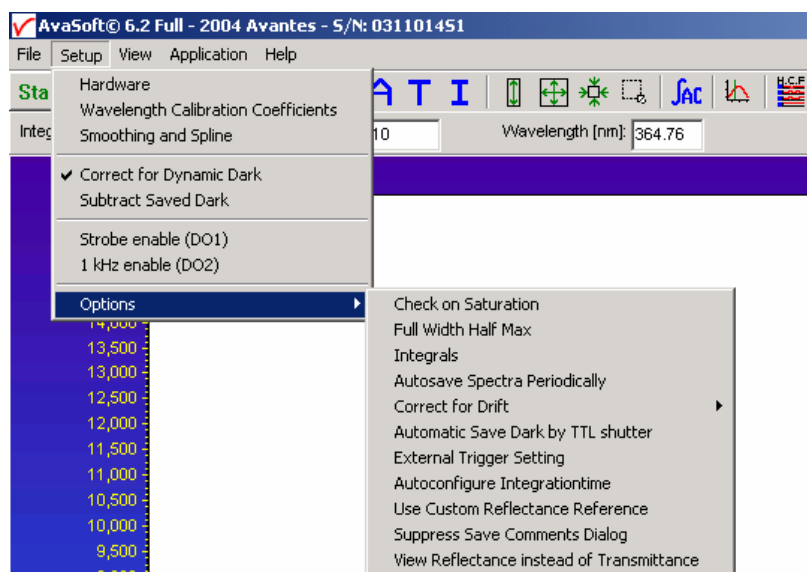 AvaSoft© 6.2 Full - 2004 Avantes - S/N: 0311014S1
File Setup View Application Help
A T I ∫AC H.C.F
10 Wavelength [nm]: 364.76
Hardware
Wavelength Calibration Coefficients
Smoothing and Spline
Correct for Dynamic Dark
Subtract Saved Dark
Strobe enable (DO1)
1 kHz enable (DO2)
Options
Check on Saturation
Full Width Half Max
Integrals
Autosave Spectra Periodically
Correct for Drift
Automatic Save Dark by TTL shutter
External Trigger Setting
Autoconfigure Integrationtime
Use Custom Reflectance Reference
Suppress Save Comments Dialog
View Reflectance instead of Transmittance
14,000
13,500
13,000
12,500
12,000
11,500
11,000
10,500
10,000
9,500